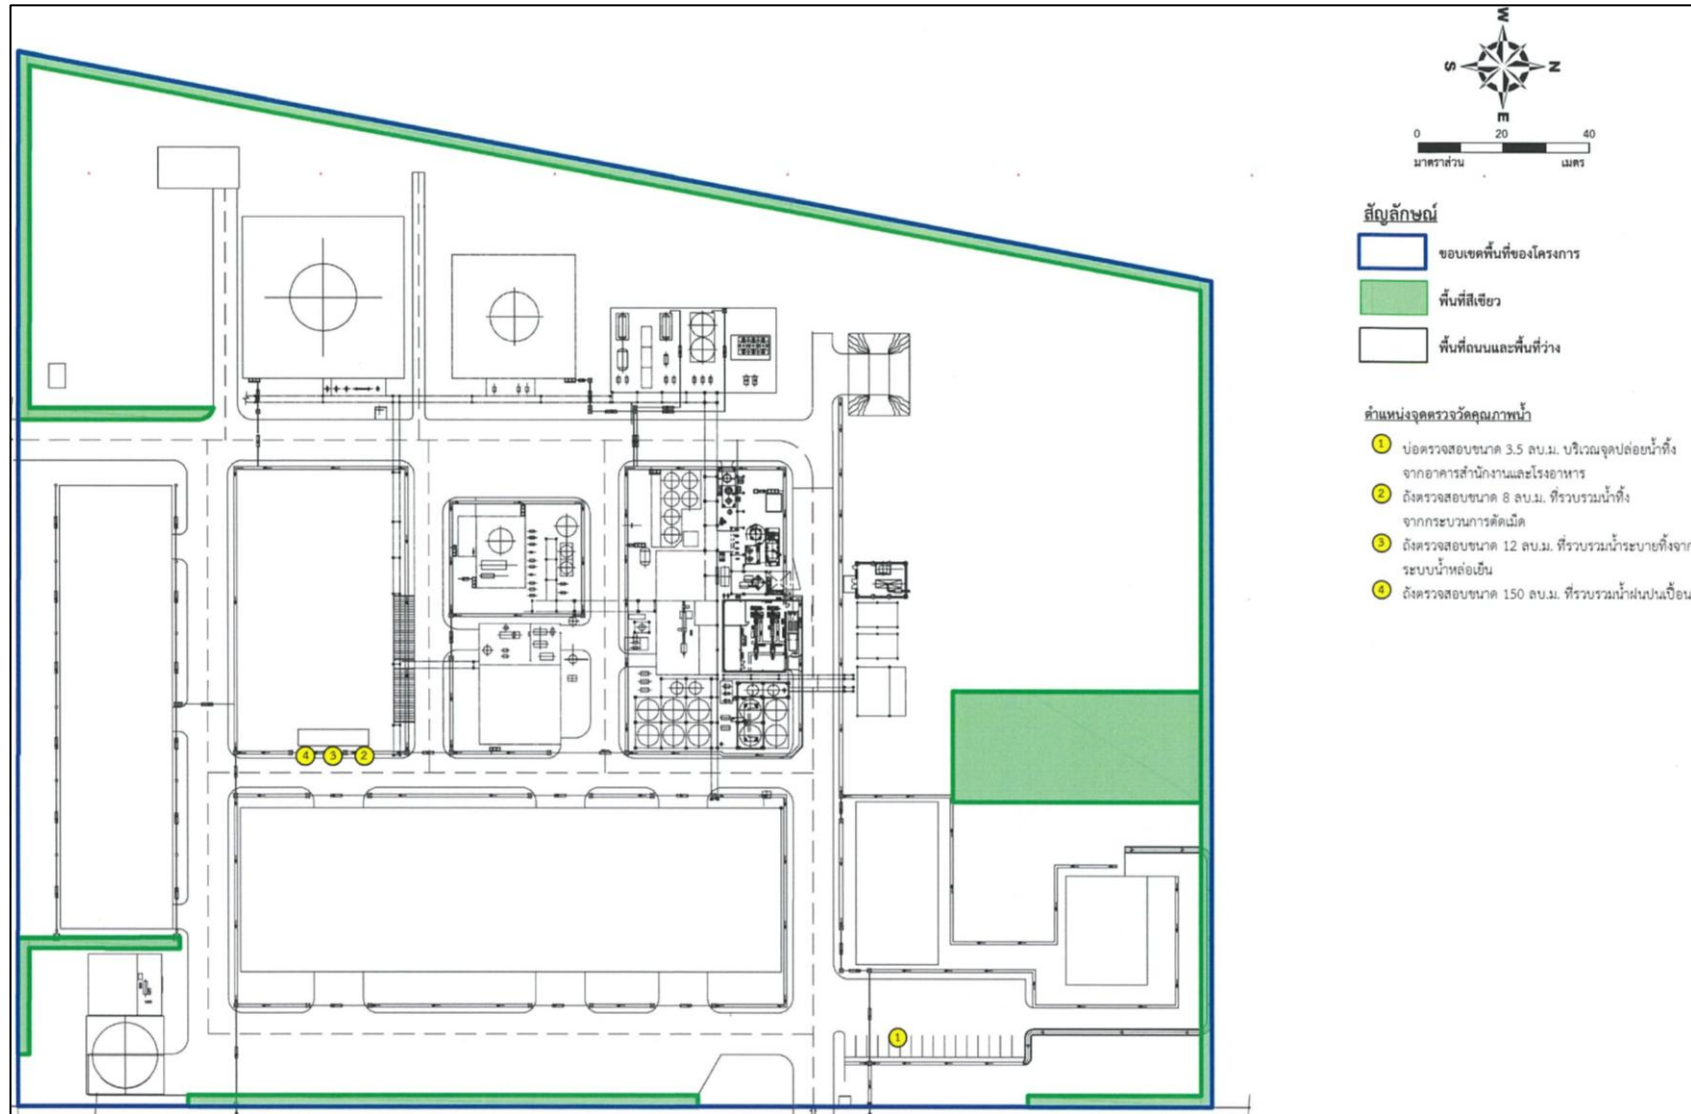 W
S N
E
0 20 40
มาตราส่วน เมตร
สัญลักษณ์
ขอบเขตพื้นที่ของโครงการ
พื้นที่สีเขียว
พื้นที่ถนนและพื้นที่ว่าง
ตำแหน่งจุดตรวจวัดคุณภาพน้ำ
1 บ่อตรวจสอบขนาด 3.5 ลบ.ม. บริเวณจุดปล่อยน้ำทิ้ง
จากอาคารสำนักงานและโรงอาหาร
2 ถังตรวจสอบขนาด 8 ลบ.ม. ที่รวบรวมน้ำทิ้ง
จากกระบวนการตัดเม็ด
3 ถังตรวจสอบขนาด 12 ลบ.ม. ที่รวบรวมน้ำระบายทิ้งจาก
ระบบน้ำหล่อเย็น
4 ถังตรวจสอบขนาด 150 ลบ.ม. ที่รวบรวมน้ำฝนปนเปื้อน
4 3 2
1